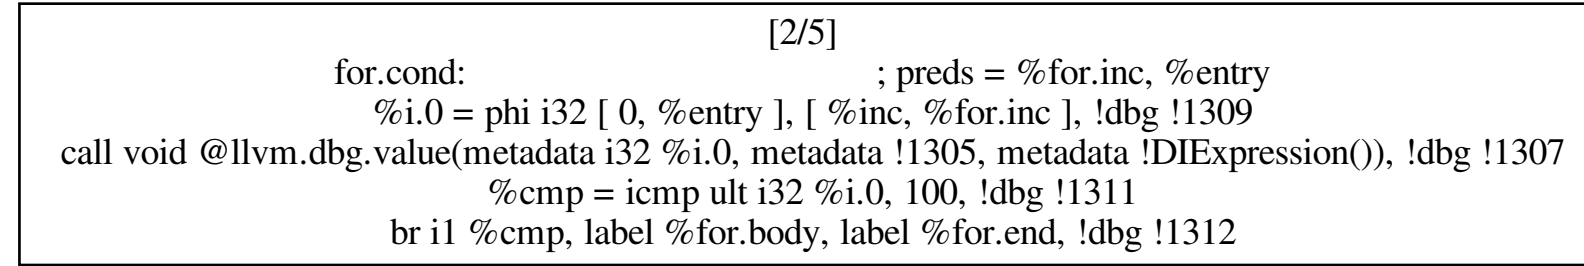 [2/5]
for.cond: ; preds = %for.inc, %entry
%i.0 = phi i32 [ 0, %entry ], [ %inc, %for.inc ], !dbg !1309
call void @llvm.dbg.value(metadata i32 %i.0, metadata !1305, metadata !DIExpression()), !dbg !1307
%cmp = icmp ult i32 %i.0, 100, !dbg !1311
br i1 %cmp, label %for.body, label %for.end, !dbg !1312